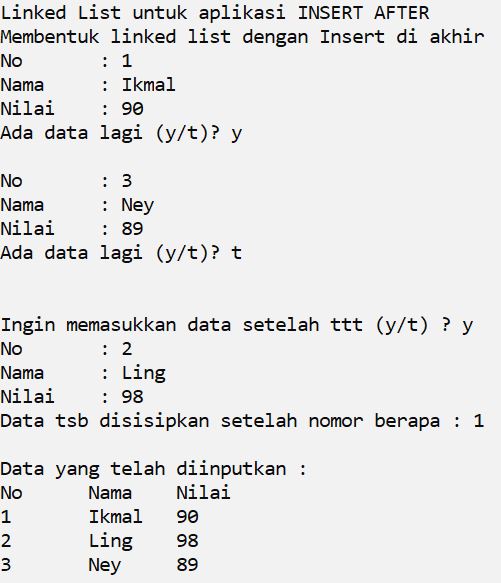 Linked List untuk aplikasi INSERT AFTER
Membentuk linked list dengan Insert di akhir
No : 1
Nama : Ikmal
Nilai : 90
Ada data lagi (y/t)? y
No : 3
Nama : Ney
Nilai : 89
Ada data lagi (y/t)? t
Ingin memasukkan data setelah ttt (y/t) ? y
No : 2
Nama : Ling
Nilai : 98
Data tsb disisipkan setelah nomor berapa : 1
Data yang telah diinputkan :
No Nama Nilai
1 Ikmal 90
2 Ling 98
3 Ney 89